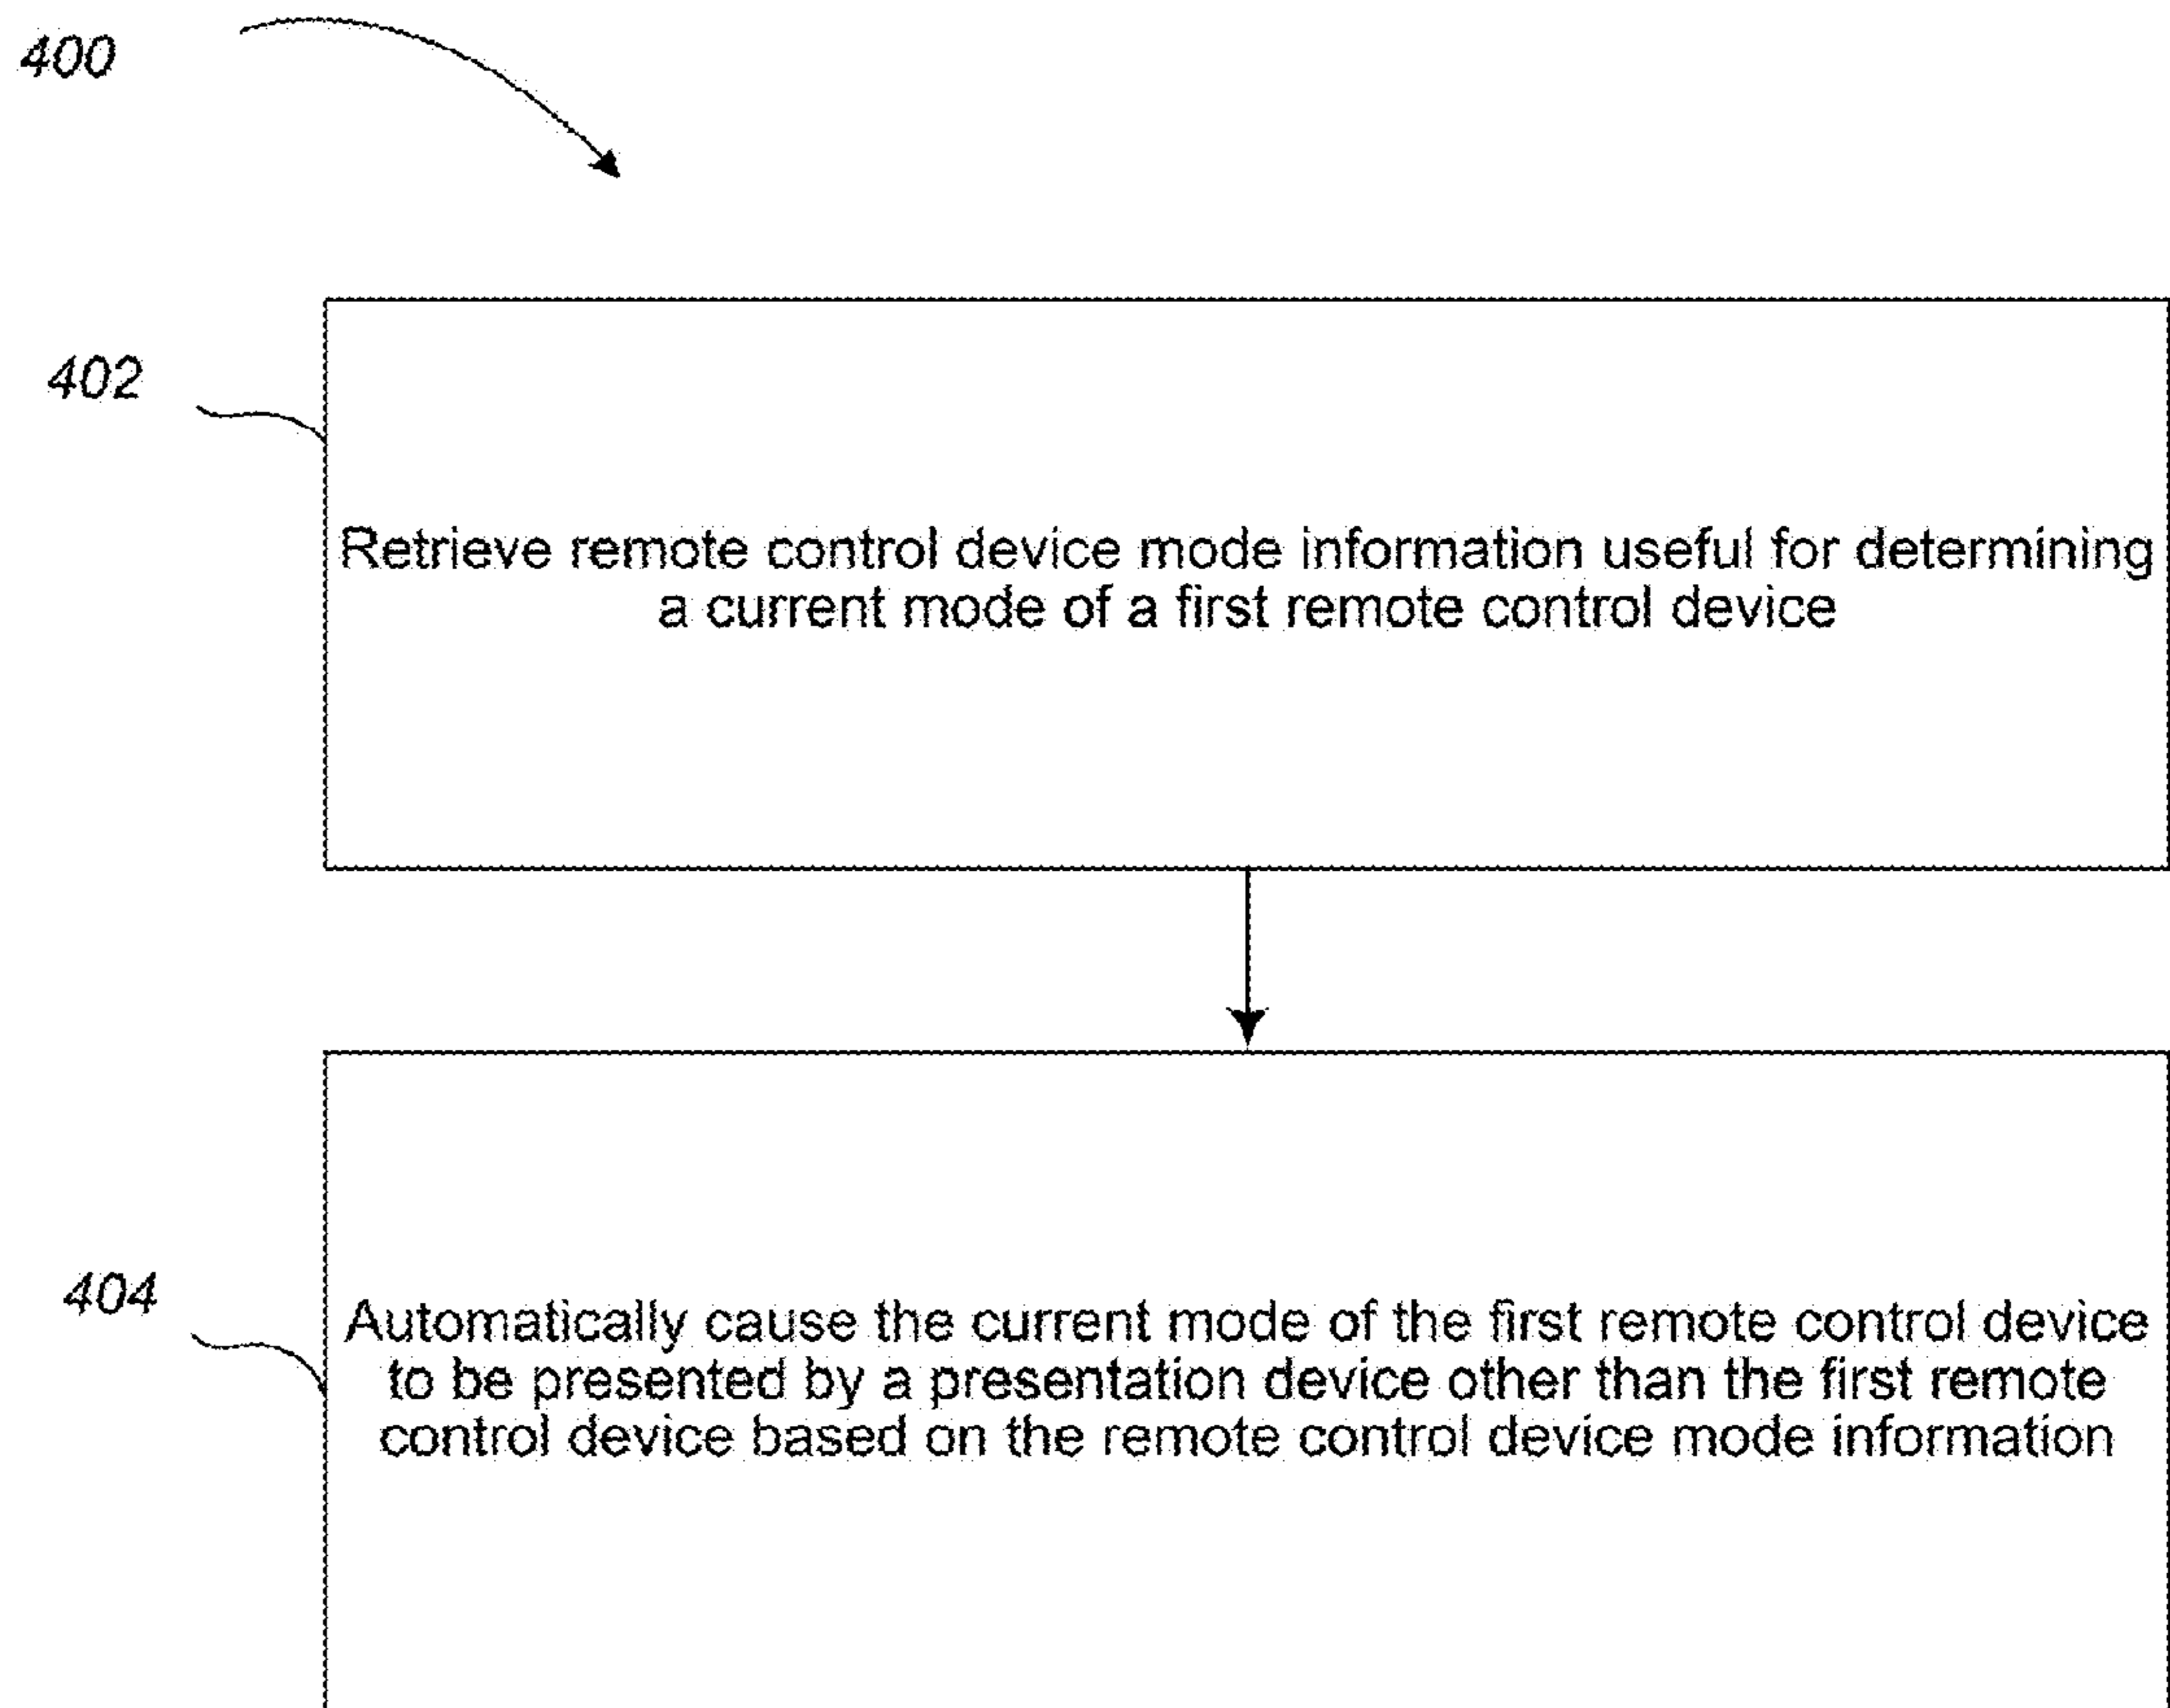 400
402
Retrieve remote control device mode information useful for determining
a current mode of a first remote control device
404
Automatically cause the current mode of the first remote control device
to be presented by a presentation device other than the first remote
control device based on the remote control device mode information